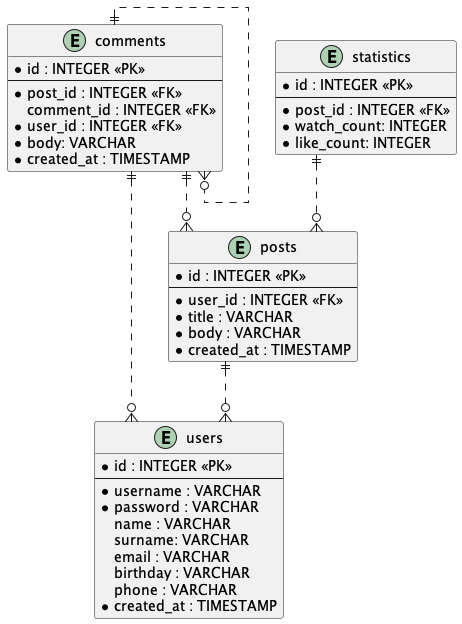 E comments
* id : INTEGER «PK»
* post_id : INTEGER «FK»
comment_id : INTEGER «FK»
* user_id : INTEGER «FK»
* body: VARCHAR
* created_at : TIMESTAMP
E statistics
* id : INTEGER «PK»
* post_id : INTEGER «FK»
* watch_count: INTEGER
* like_count: INTEGER
E posts
* id : INTEGER «PK»
* user_id : INTEGER «FK»
* title : VARCHAR
* body : VARCHAR
* created_at : TIMESTAMP
E users
* id : INTEGER «PK»
* username : VARCHAR
* password : VARCHAR
name : VARCHAR
surname: VARCHAR
email : VARCHAR
birthday : VARCHAR
phone : VARCHAR
* created_at : TIMESTAMP